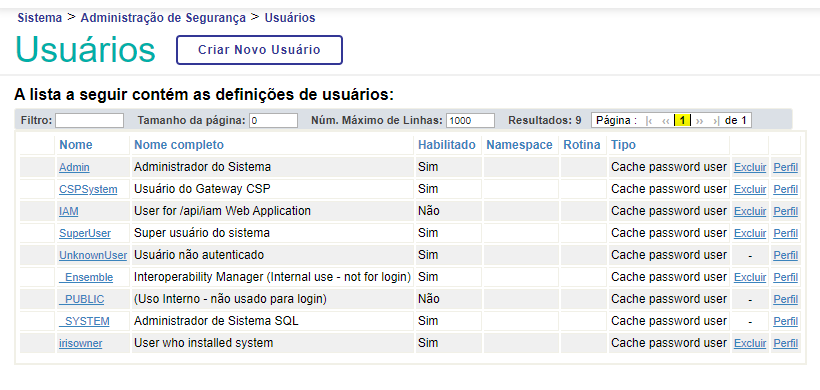 Sistema > Administração de Segurança > Usuários
Usuários Criar Novo Usuário
A lista a seguir contém as definições de usuários:
Filtro: Tamanho da página: 0 Núm. Máximo de Linhas: 1000 Resultados: 9 Página : |‹ ‹‹ 1 ›› ›| de 1
Nome Nome completo Habilitado Namespace Rotina Tipo
Admin Administrador do Sistema Sim Cache password user Excluir Perfil
CSPSystem Usuário do Gateway CSP Sim Cache password user Excluir Perfil
IAM User for /api/iam Web Application Não Cache password user Excluir Perfil
SuperUser Super usuário do sistema Sim Cache password user Excluir Perfil
UnknownUser Usuário não autenticado Sim Cache password user - Perfil
_Ensemble Interoperability Manager (Internal use - not for login) Sim Cache password user Excluir Perfil
_PUBLIC (Uso Interno - não usado para login) Não Cache password user - Perfil
_SYSTEM Administrador de Sistema SQL Sim Cache password user - Perfil
irisowner User who installed system Sim Cache password user Excluir Perfil